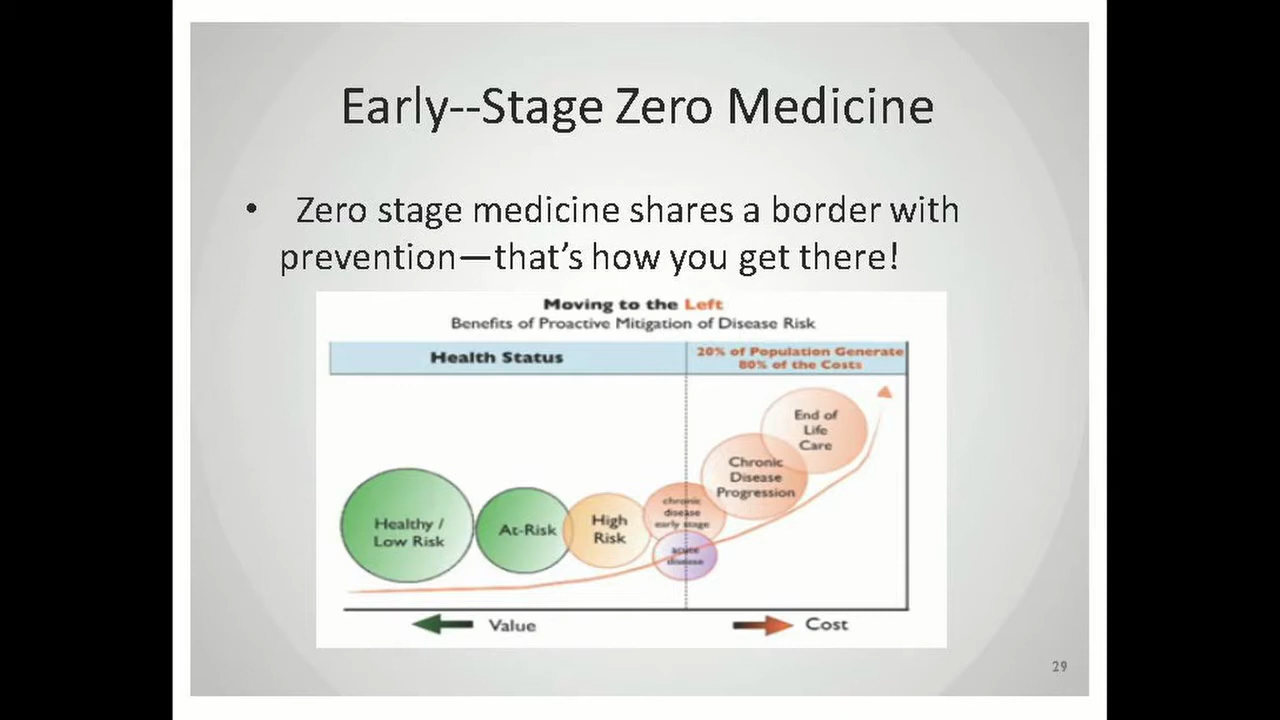 Early--Stage Zero Medicine
• Zero stage medicine shares a border with
prevention—that's how you get there!
Moving to the Left
Benefits of Proactive Mitigation of Disease Risk
Health Status
20% of Population Generate
80% of the Costs
End of
Life
Care
Chronic
Disease
Progression
chronic
disease
early stage
acute
disease
High
Risk
At-Risk
Healthy /
Low Risk
Value
Cost
29